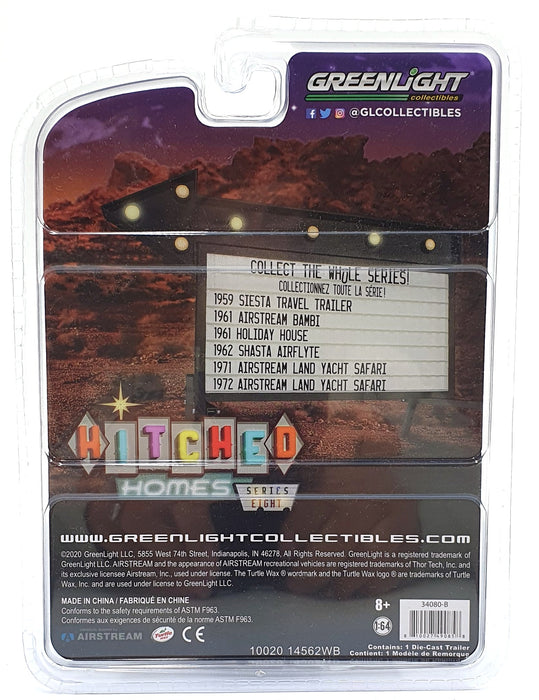 GREENLIGHT
collectibles
@GLCOLLECTIBLES
COLLECT THE WHOLE SERIES!
COLLECTIONNEZ TOUTE LA SÉRIE!
1959 SIESTA TRAVEL TRAILER
1961 AIRSTREAM BAMBI
1961 HOLIDAY HOUSE
1962 SHASTA AIRFLYTE
1971 AIRSTREAM LAND YACHT SAFARI
1972 AIRSTREAM LAND YACHT SAFARI
HITCHED
HOMES
SERIES
EIGHT
WWW.GREENLIGHTCOLLECTIBLES.COM
©2020 GreenLight LLC, 5855 West 74th Street, Indianapolis, IN 46278, All Rights Reserved. GreenLight is a registered trademark of
GreenLight LLC. AIRSTREAM and the appearance of AIRSTREAM recreational vehicles are registered trademarks of Thor Tech, Inc. and
its exclusive licensee Airstream, Inc., used under license. The Turtle Wax ® wordmark and the Turtle Wax logo ® are trademarks of Turtle
Wax, Inc. and are used under license to GreenLight LLC.
MADE IN CHINA / FABRIQUÉ EN CHINE
Conforms to the safety requirements of ASTM F963.
Conformes aux exigences de sécurité de la norme ASTM F963.
8+
34080-B
1:64
AIRSTREAM
Turtle Wax
CE
10020 14562WB
Contains: 1 Die-Cast Trailer
Contient: 1 Modèle de Remorque